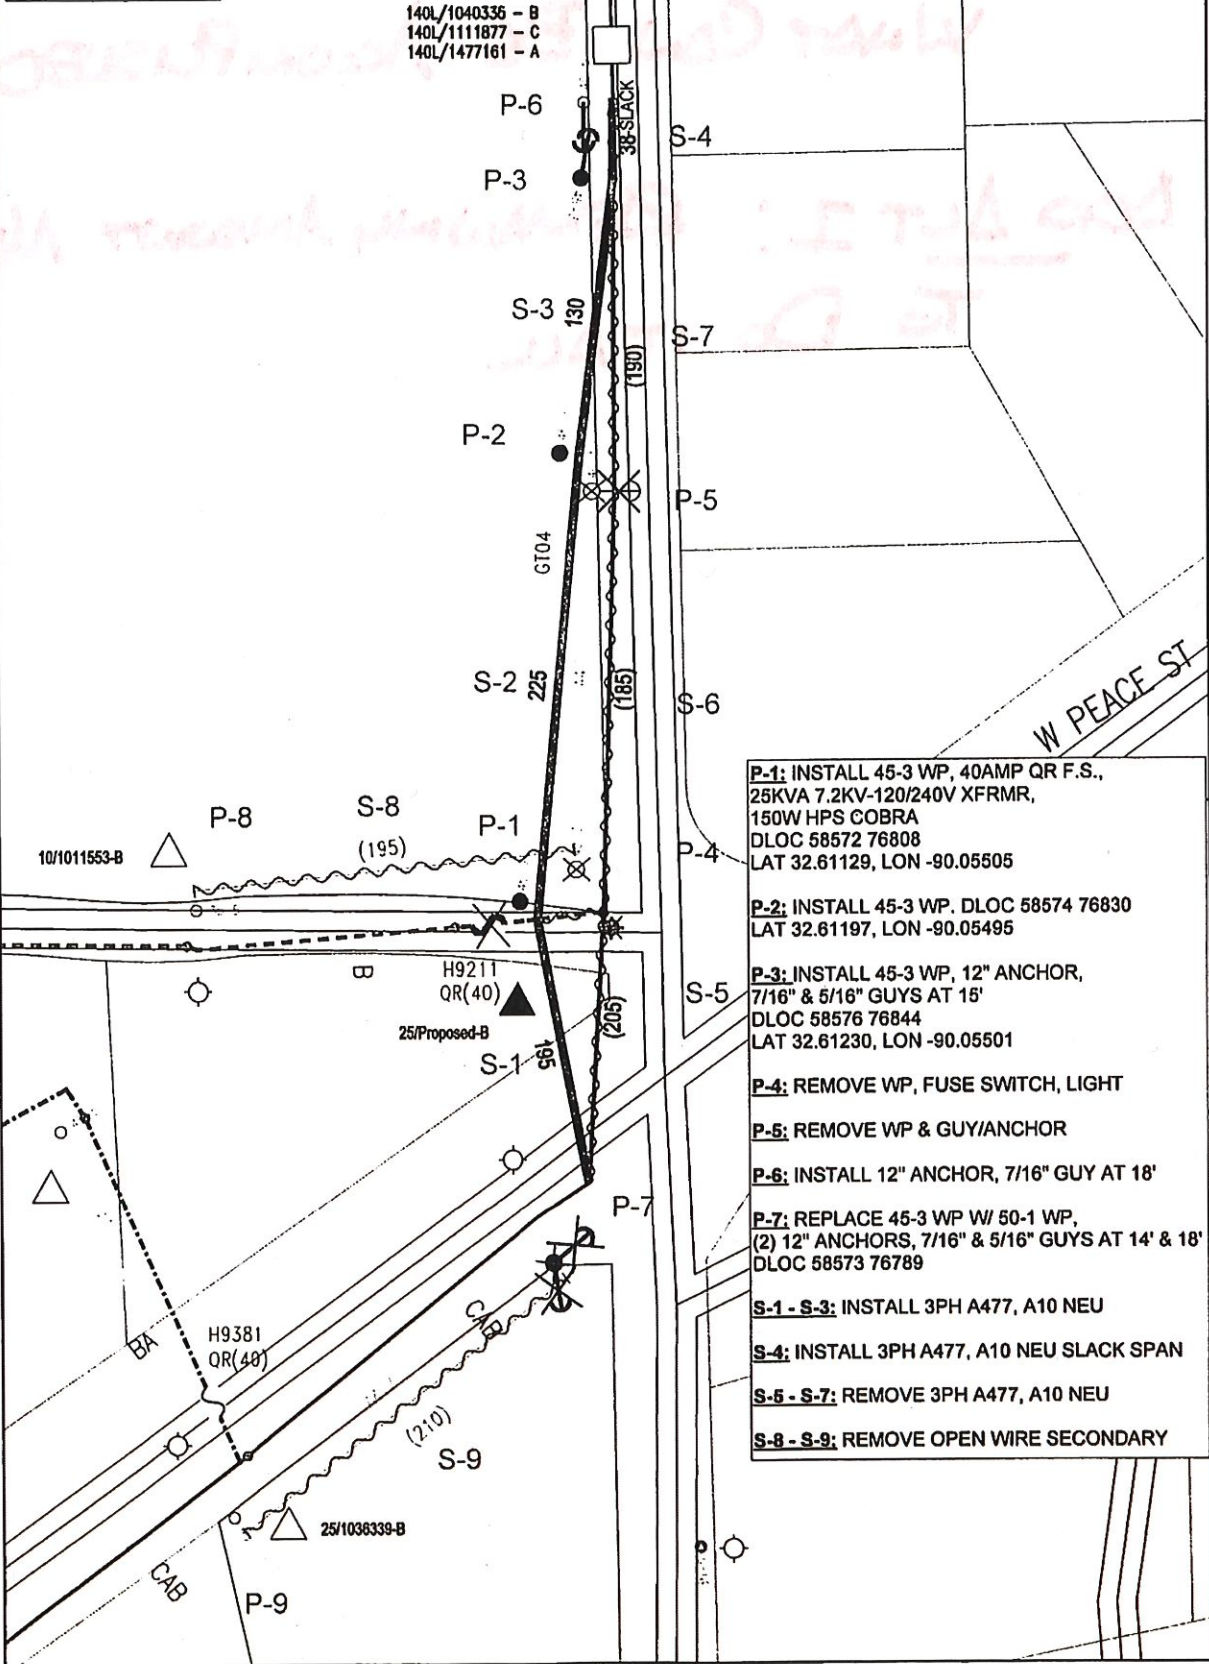 140L/1040336 - B
140L/1111877 - C
140L/1477161 - A
P-6
38-SLACK
S-4
P-3
S-3
130
S-7
(190)
P-2
P-5
GT04
S-2
225
(185)
S-6
W PEACE ST
P-8
S-8
(195)
P-1
P-4
10/1011553-B
B
H9211
QR(40)
25/Proposed-B
S-5
(205)
S-1
195
P-7
CAB
BA
H9381
QR(40)
(210)
S-9
25/1036339-B
CAB
P-9
P-1: INSTALL 45-3 WP, 40AMP QR F.S.,
25KVA 7.2KV-120/240V XFRMR,
150W HPS COBRA
DLOC 58572 76808
LAT 32.61129, LON -90.05505
P-2: INSTALL 45-3 WP, DLOC 58574 76830
LAT 32.61197, LON -90.05495
P-3: INSTALL 45-3 WP, 12" ANCHOR,
7/16" & 5/16" GUYS AT 15'
DLOC 58576 76844
LAT 32.61230, LON -90.05501
P-4: REMOVE WP, FUSE SWITCH, LIGHT
P-5: REMOVE WP & GUY/ANCHOR
P-6: INSTALL 12" ANCHOR, 7/16" GUY AT 18'
P-7: REPLACE 45-3 WP W/ 50-1 WP,
(2) 12" ANCHORS, 7/16" & 5/16" GUYS AT 14' & 18'
DLOC 58573 76789
S-1 - S-3: INSTALL 3PH A477, A10 NEU
S-4: INSTALL 3PH A477, A10 NEU SLACK SPAN
S-5 - S-7: REMOVE 3PH A477, A10 NEU
S-8 - S-9: REMOVE OPEN WIRE SECONDARY